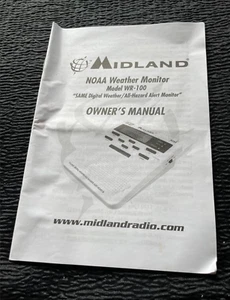 MIDLAND
NOAA Weather Monitor
Model WR-100
"SAME Digital Weather/All-Hazard Alert Monitor"
OWNER'S MANUAL
www.midlandradio.com